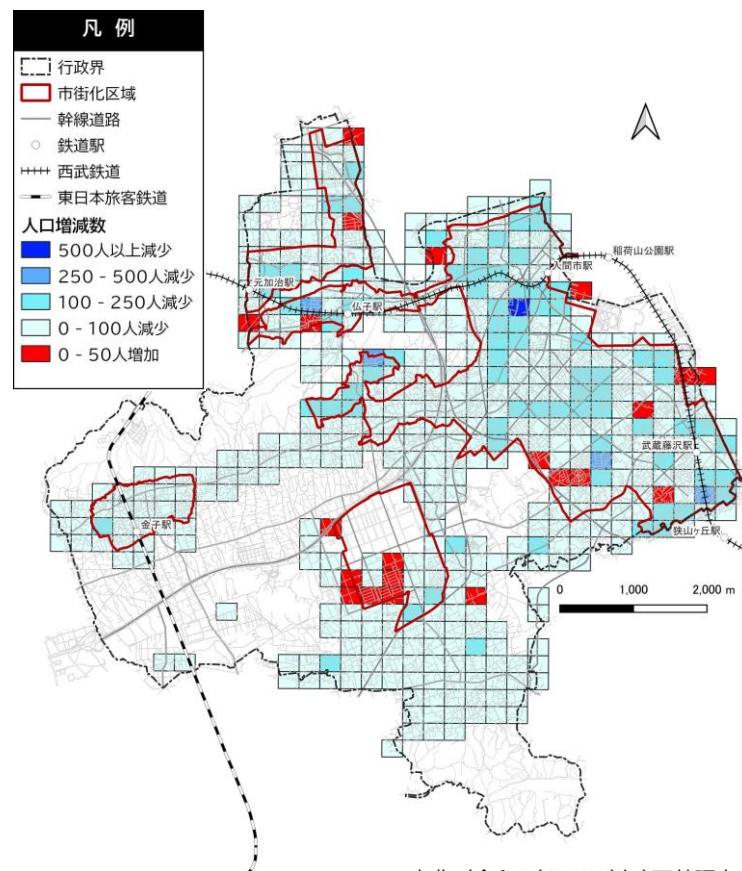 凡 例
行政界
市街化区域
幹線道路
鉄道駅
西武鉄道
東日本旅客鉄道
人口増減数
500人以上減少
250 - 500人減少
100 - 250人減少
0 - 100人減少
0 - 50人増加
稲荷山公園駅
入間市駅
元加治駅
仏子駅
武蔵藤沢駅
金子駅
狭山ヶ丘駅
0 1,000 2,000 m